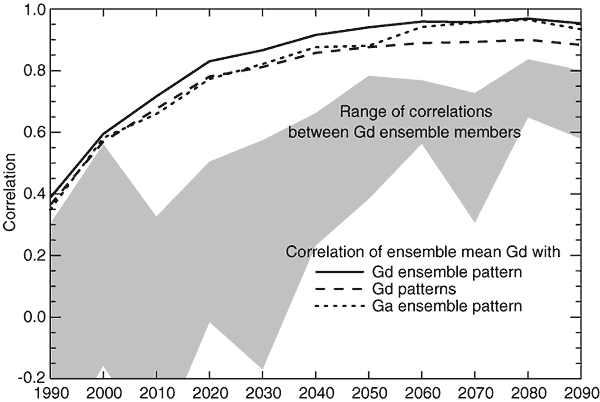 1.0
0.8
0.6
0.4
0.2
0.0
-0.2
Correlation
Range of correlations
between Gd ensemble members
Correlation of ensemble mean Gd with
Gd ensemble pattern
Gd patterns
Ga ensemble pattern
1990 2000 2010 2020 2030 2040 2050 2060 2070 2080 2090